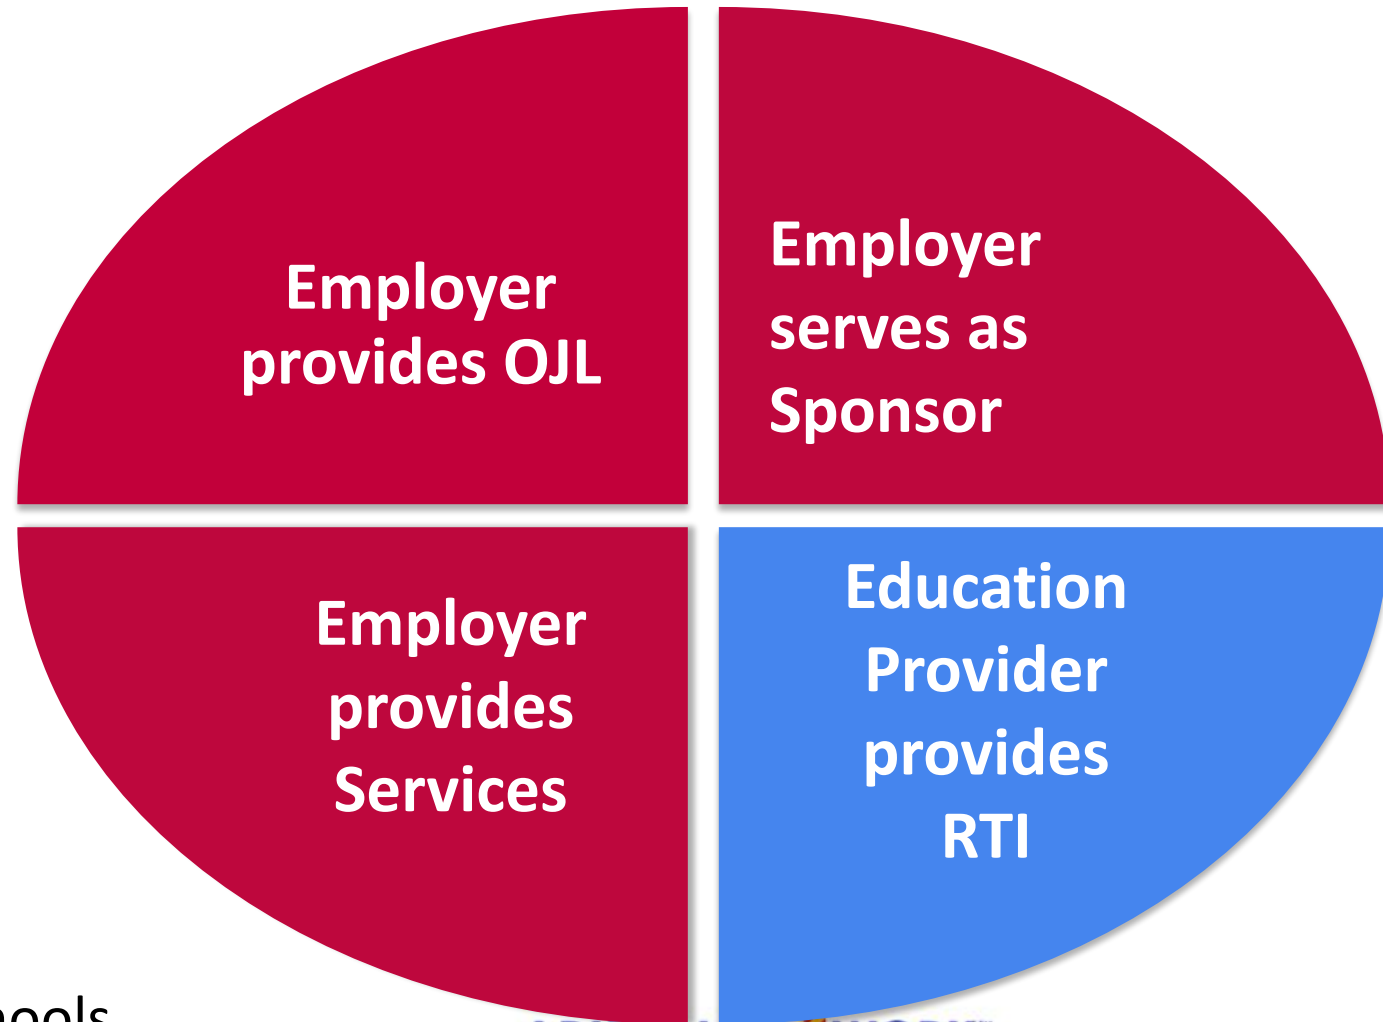 Employer
provides OJL
Employer
serves as
Sponsor
Employer
provides
Services
Education
Provider
provides
RTI